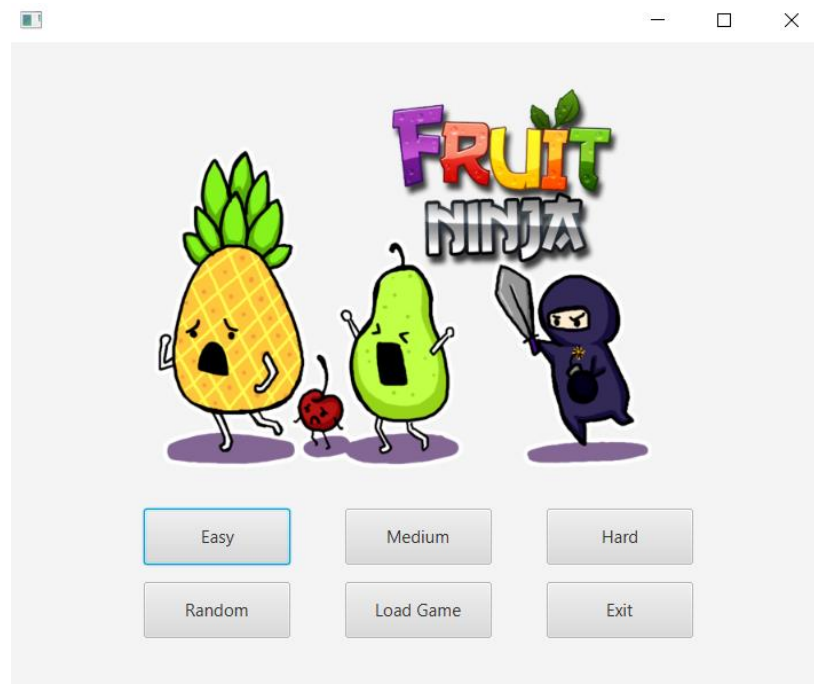 FRUIT
NINJA
Easy
Medium
Hard
Random
Load Game
Exit